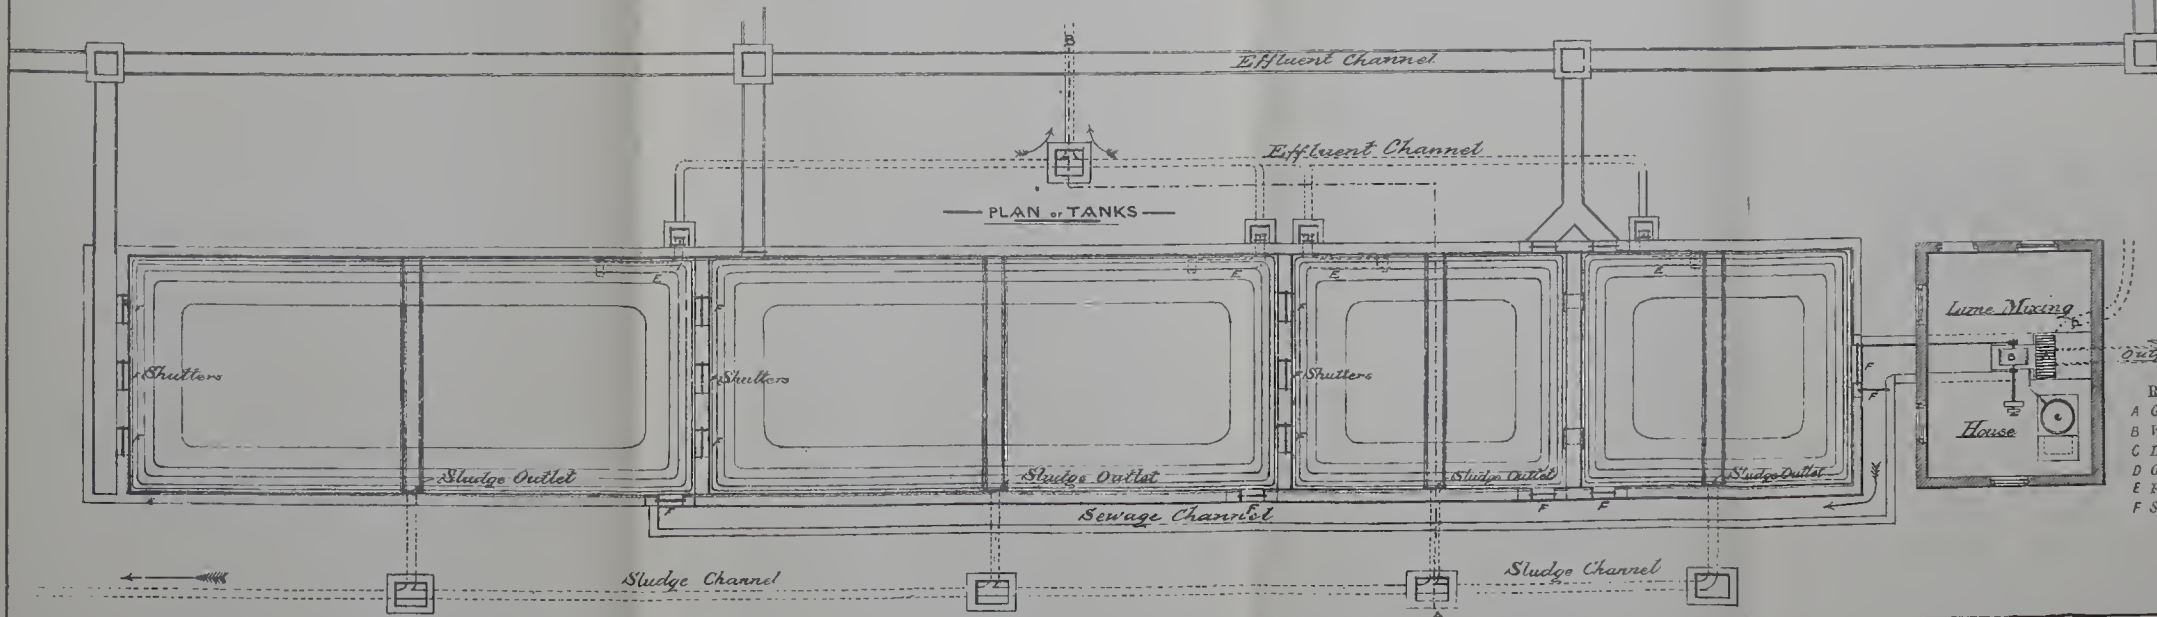 B
Effluent Channel
Effluent Channel
PLAN OF TANKS
E
E
E
E
Lime Mixing
Shutters
Shutters
Shutters
F
F
House
A
B
C
D
E
F
Sludge Outlet
Sludge Outlet
Sludge Outlet
Sludge Outlet
F
F
F
F
Sewage Channel
Sludge Channel
Sludge Channel
A